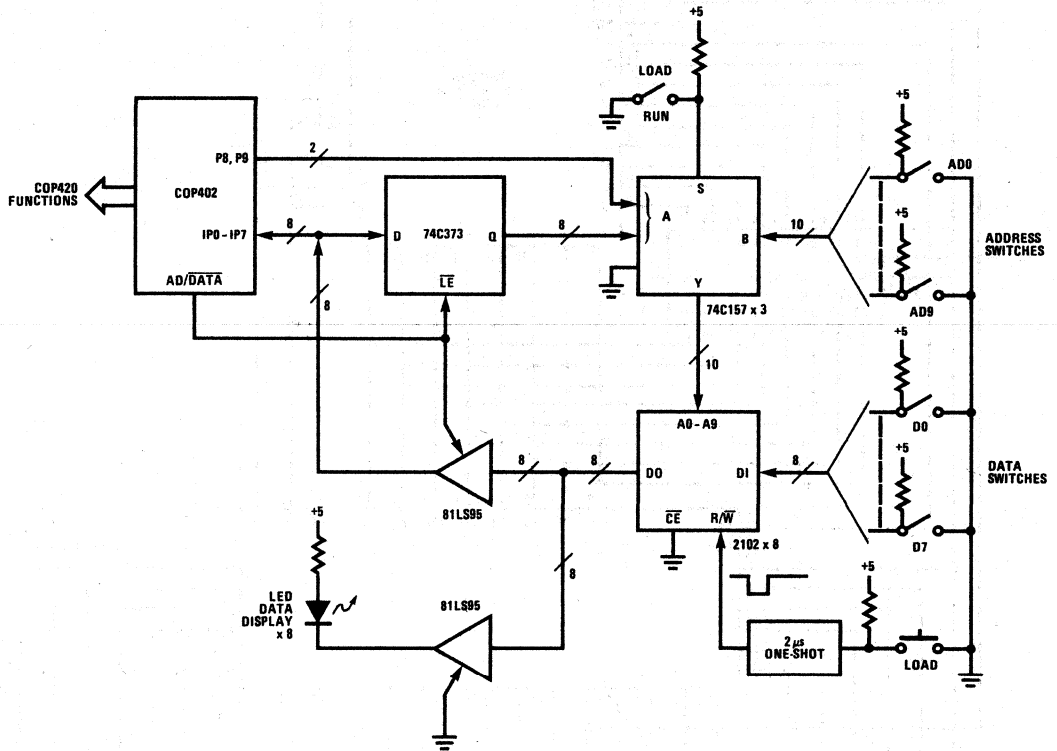 +5
LOAD
RUN
+5
P8, P9
2
AD0
COP402
COP420
FUNCTIONS
S
A
IP0 - IP7
8
D
74C373
Q
8
B
10
+5
ADDRESS
SWITCHES
AD/DATA
LE
Y
8
74C157 x 3
AD9
10
+5
A0 - A9
D0
8
8
DO
DI
8
+5
DATA
SWITCHES
81LS95
CE
R/W
+5
2102 x 8
D7
8
+5
LED
DATA
DISPLAY
x 8
81LS95
2 μs
ONE-SHOT
LOAD